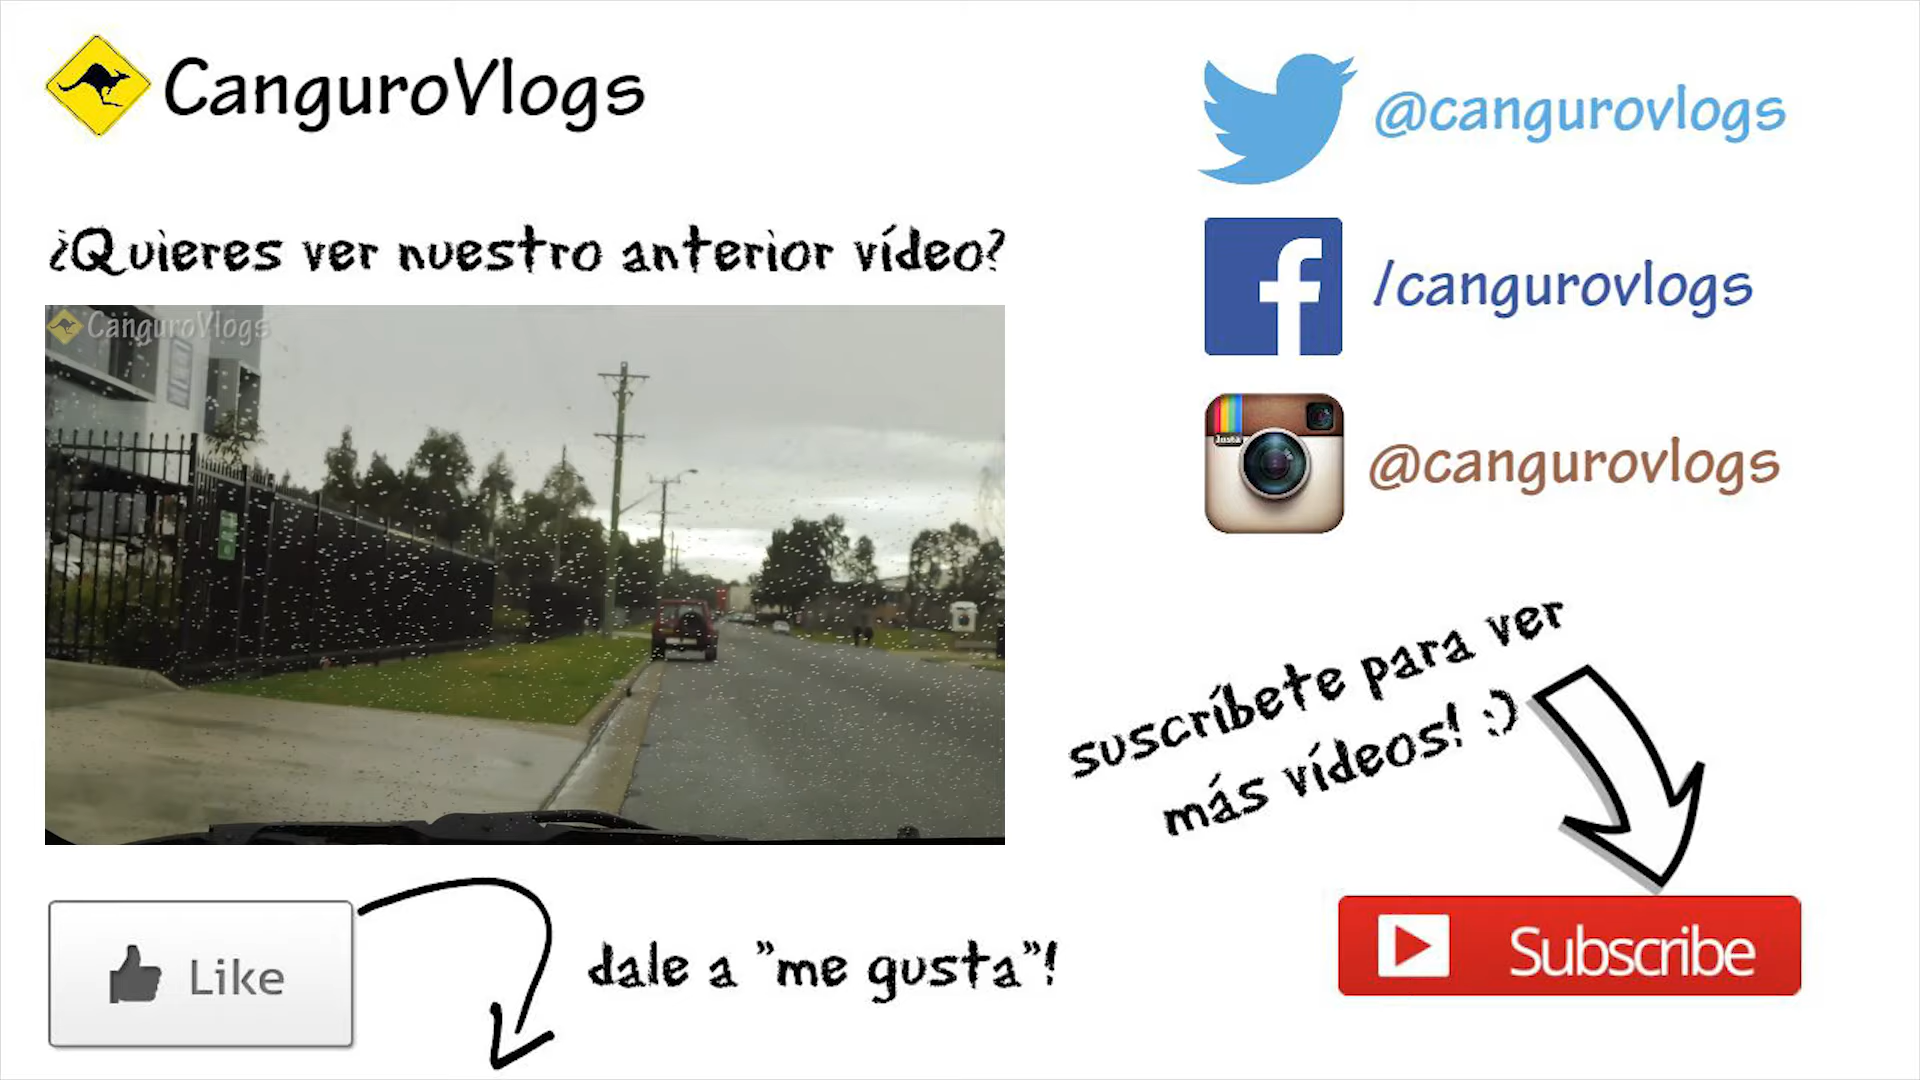 CanguroVlogs
@cangurovlogs
/cangurovlogs
@cangurovlogs
¿Quieres ver nuestro anterior vídeo?
CanguroVlogs
Insta
suscríbete para ver
más vídeos! :)
Like
dale a "me gusta"!
Subscribe